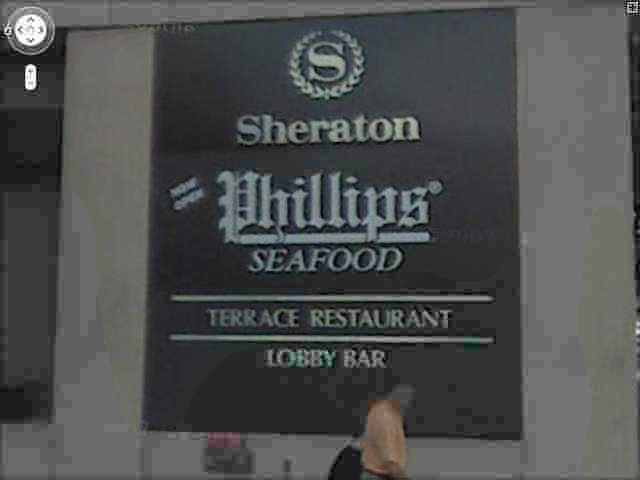 S
Sheraton
Phillips®
SEAFOOD
TERRACE RESTAURANT
LOBBY BAR